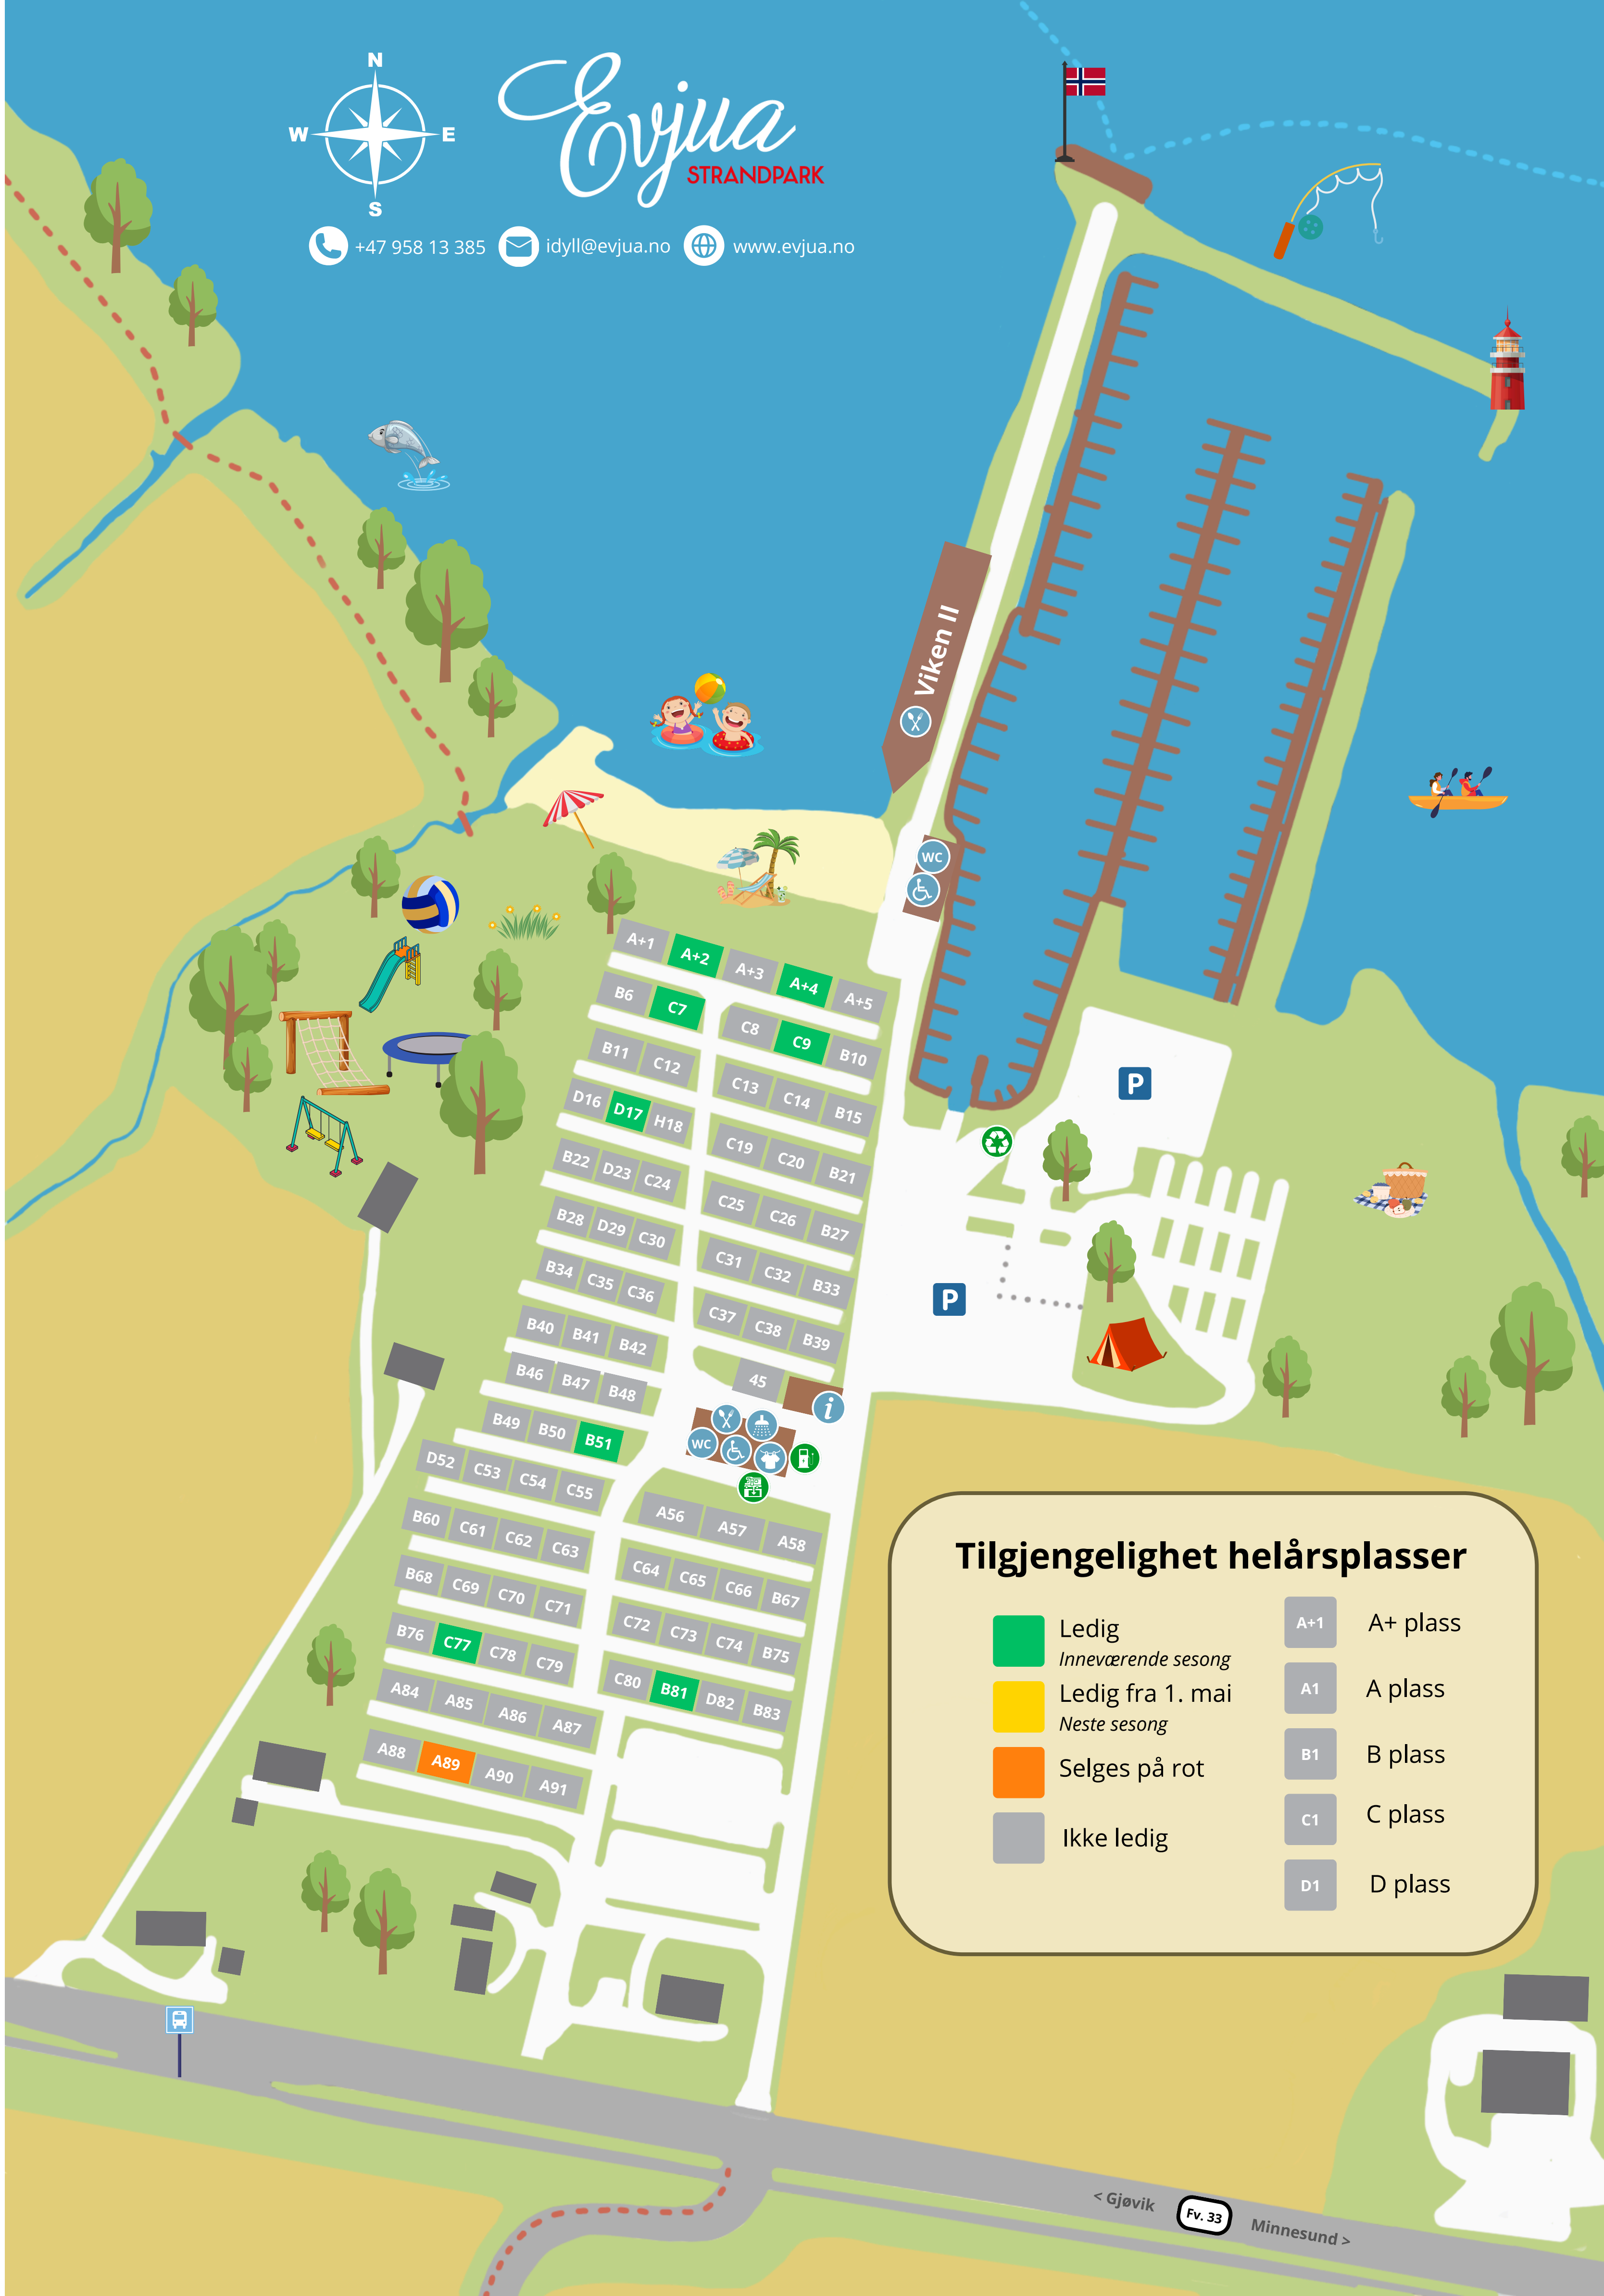 N
W E
S
Evjua
STRANDPARK
+47 958 13 385 idyll@evjua.no www.evjua.no
Viken II
WC
A+1 A+2 A+3 A+4 A+5
B6 C7 C8 C9 B10
B11 C12 C13 C14 B15
D16 D17 H18 C19 C20 B21
B22 D23 C24 C25 C26 B27
B28 D29 C30 C31 C32 B33
B34 C35 C36 C37 C38 B39
B40 B41 B42
45
B46 B47 B48
B49 B50 B51
i
WC
P
P
D52 C53 C54 C55 A56 A57 A58
B60 C61 C62 C63 C64 C65 C66 B67
B68 C69 C70 C71 C72 C73 C74 B75
B76 C77 C78 C79 C80 B81 D82 B83
A84 A85 A86 A87
A88 A89 A90 A91
Tilgjengelighet helårsplasser
Ledig
Inneværende sesong
Ledig fra 1. mai
Neste sesong
Selges på rot
Ikke ledig
A+1 A+ plass
A1 A plass
B1 B plass
C1 C plass
D1 D plass
< Gjøvik Fv. 33 Minnesund >